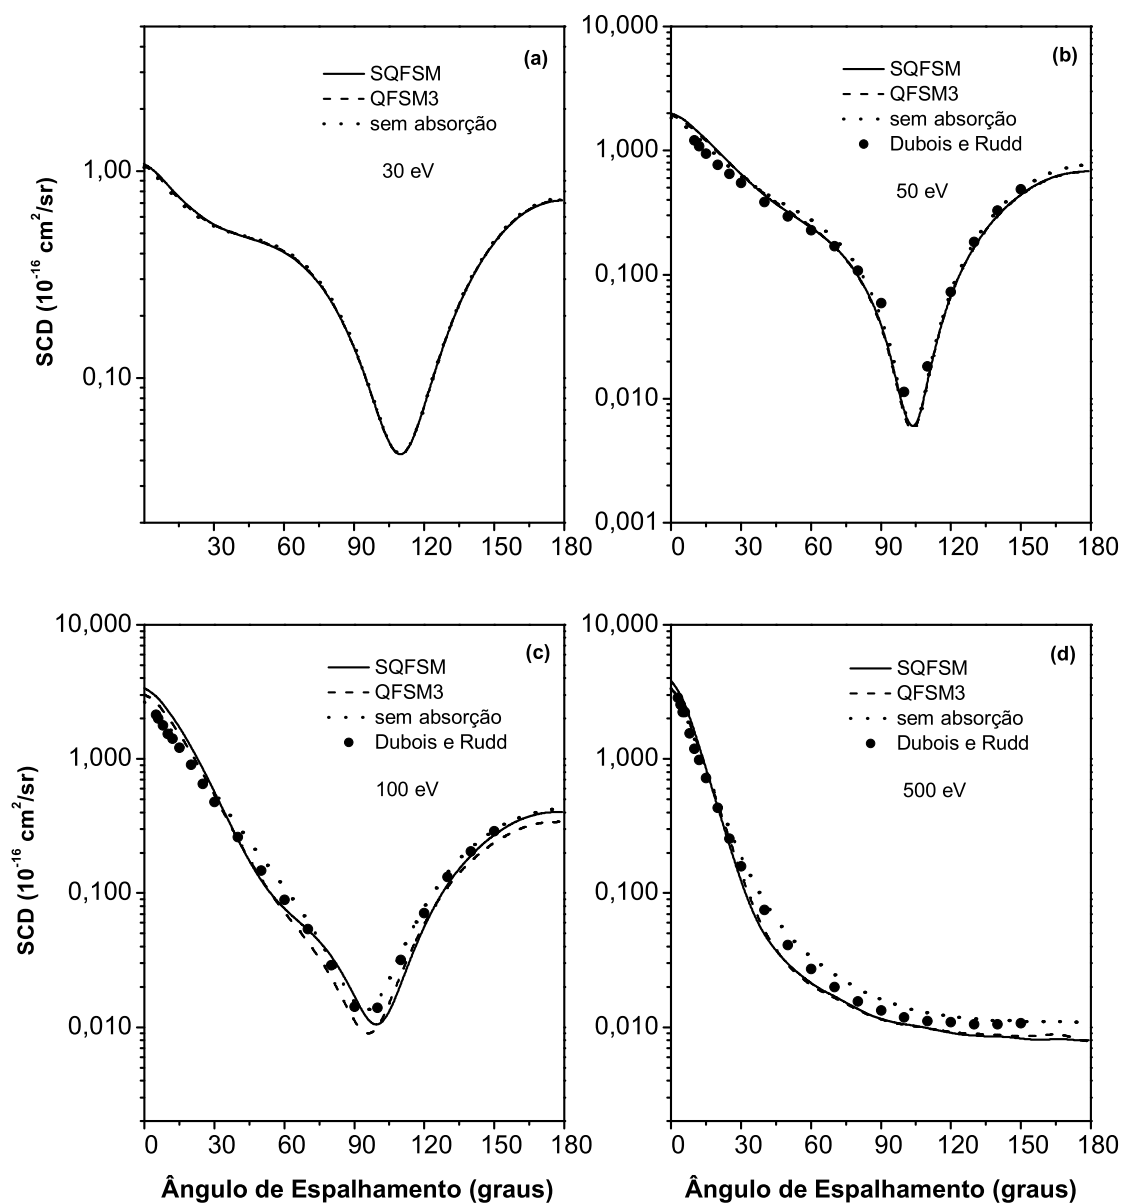 (a)
SQFSM
QFSM3
sem absorção
30 eV
1,00
0,10
SCD (10⁻¹⁶ cm²/sr)
30 60 90 120 150 180
10,000
(b)
SQFSM
QFSM3
sem absorção
Dubois e Rudd
50 eV
1,000
0,100
0,010
0,001
0 30 60 90 120 150 180
10,000
(c)
SQFSM
QFSM3
sem absorção
Dubois e Rudd
100 eV
1,000
0,100
0,010
SCD (10⁻¹⁶ cm²/sr)
0 30 60 90 120 150 180
Ângulo de Espalhamento (graus)
10,000
(d)
SQFSM
QFSM3
sem absorção
Dubois e Rudd
500 eV
1,000
0,100
0,010
0 30 60 90 120 150 180
Ângulo de Espalhamento (graus)